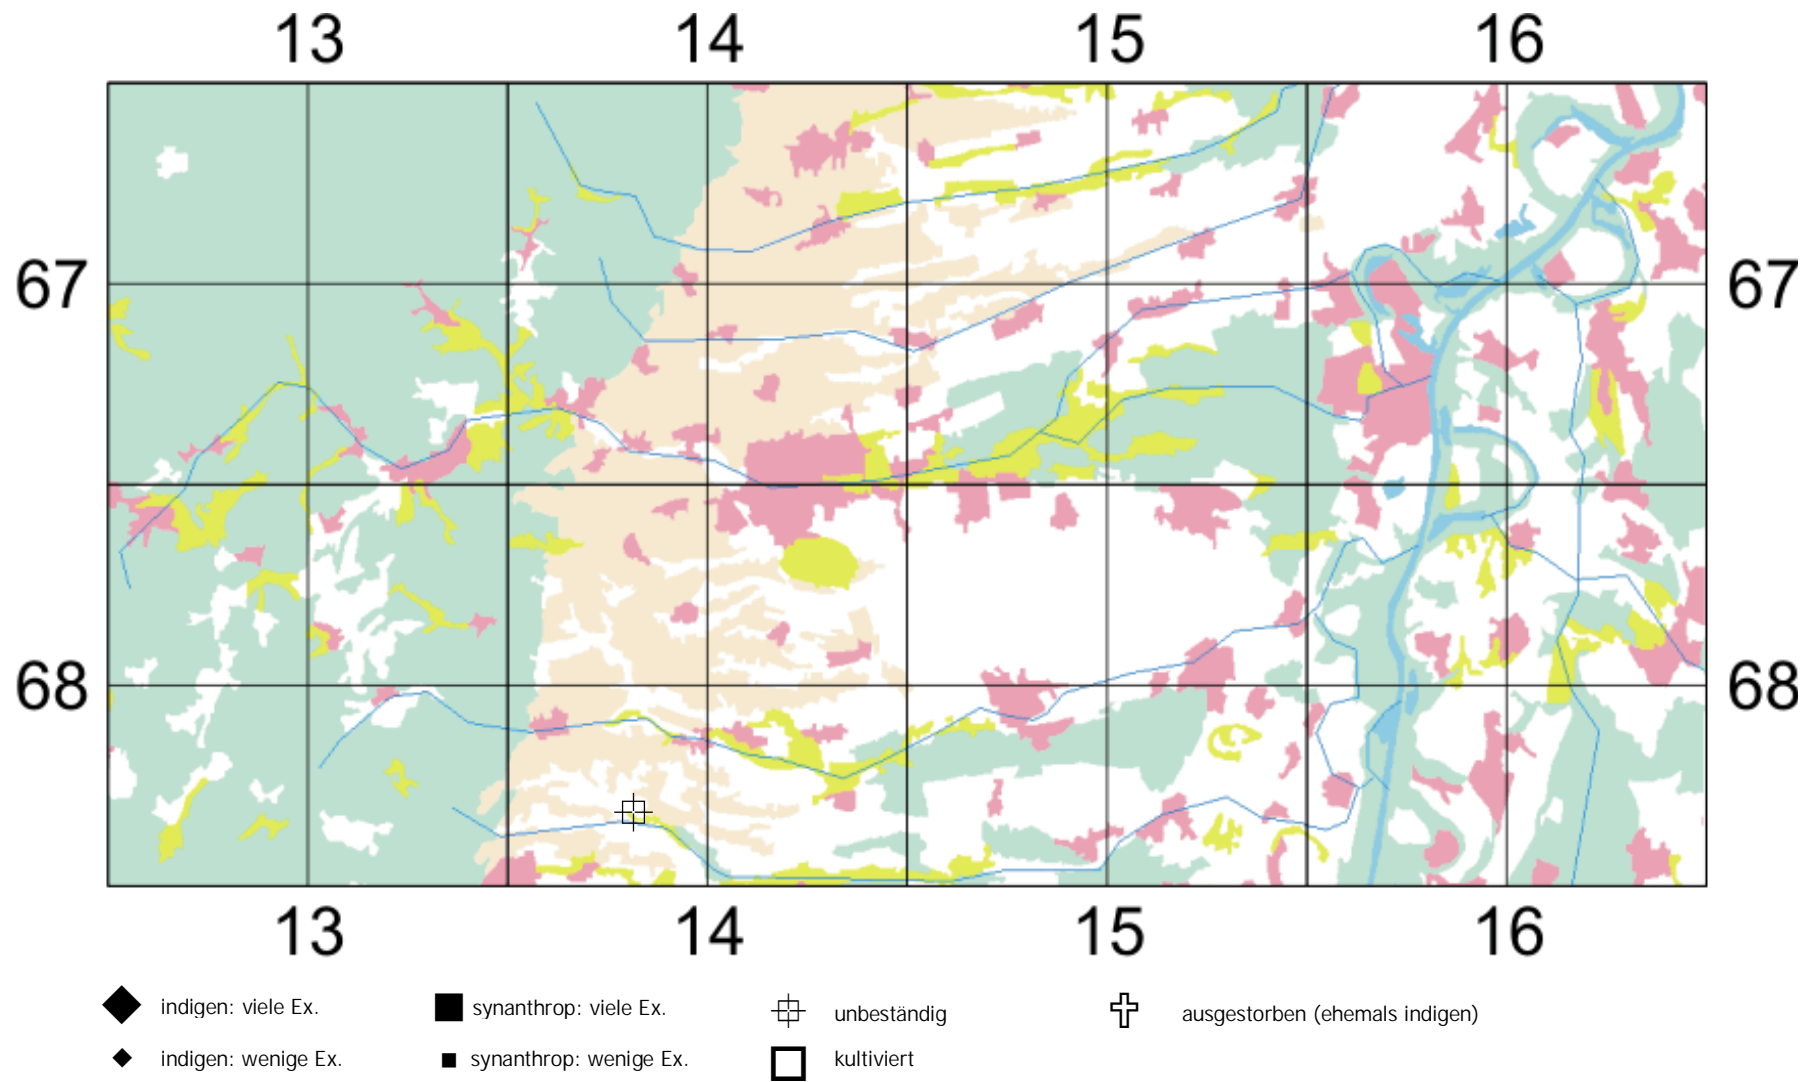 13 14 15 16
67 67
68 68
13 14 15 16
indigen: viele Ex. synanthrop: viele Ex. unbeständig ausgestorben (ehemals indigen)
indigen: wenige Ex. synanthrop: wenige Ex. kultiviert